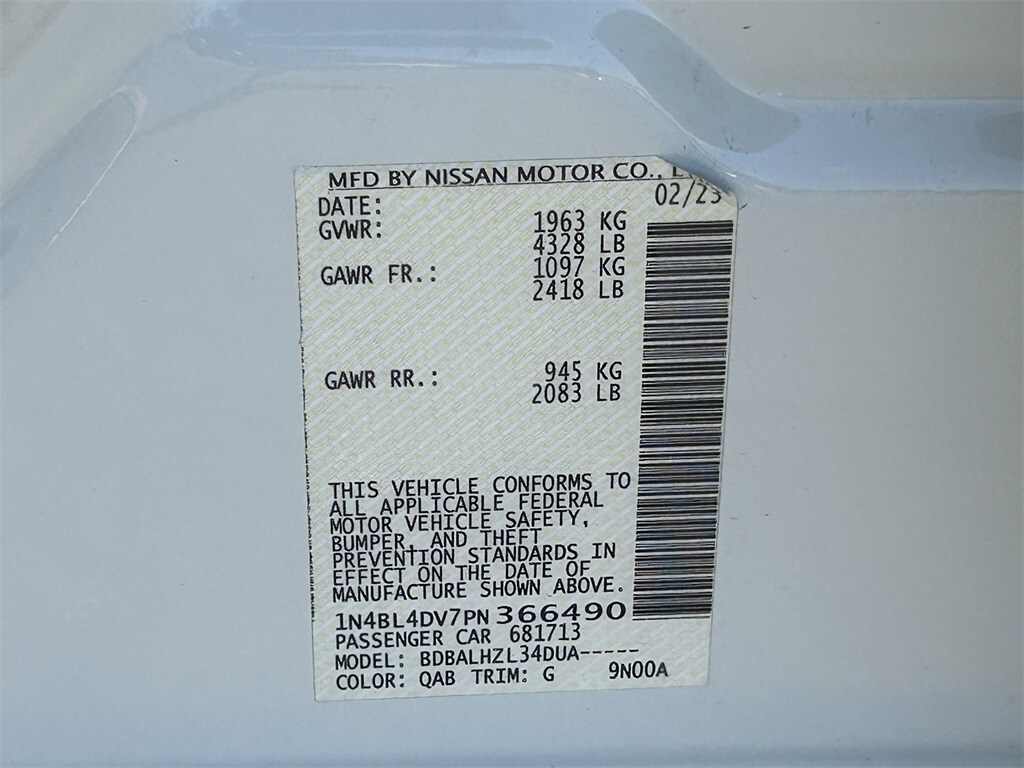 MFD BY NISSAN MOTOR CO.,
DATE: 02/23
GVWR: 1963 KG
4328 LB
GAWR FR.: 1097 KG
2418 LB
GAWR RR.: 945 KG
2083 LB
THIS VEHICLE CONFORMS TO
ALL APPLICABLE FEDERAL
MOTOR VEHICLE SAFETY,
BUMPER, AND THEFT
PREVENTION STANDARDS IN
EFFECT ON THE DATE OF
MANUFACTURE SHOWN ABOVE.
1N4BL4DV7PN366490
PASSENGER CAR 681713
MODEL: BDBALHZL34DUA-----
COLOR: QAB TRIM: G 9N00A